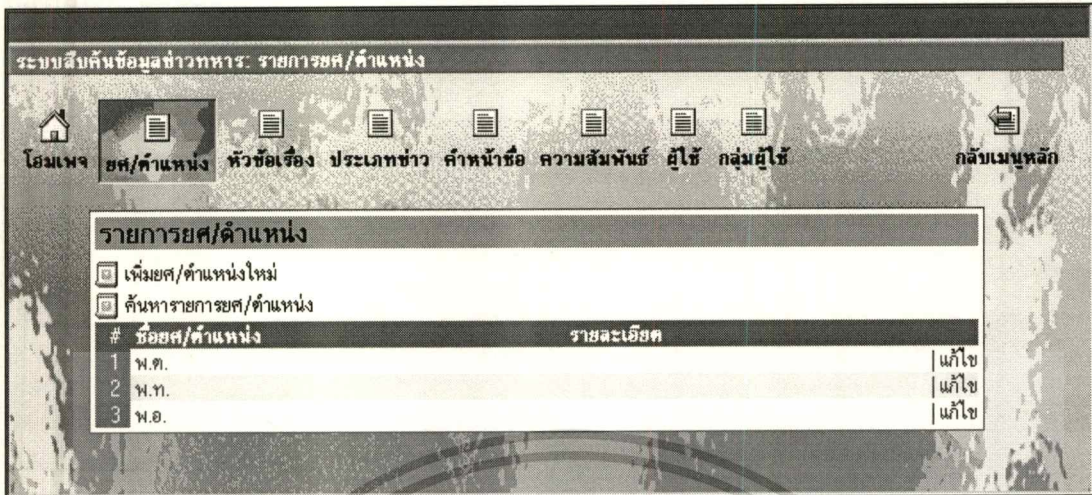 ระบบสืบค้นข้อมูลข่าวทหาร: รายการยศ/ตำแหน่ง
โฮมเพจ ยศ/ตำแหน่ง หัวข้อเรื่อง ประเภทข่าว คำหน้าชื่อ ความสัมพันธ์ ผู้ใช้ กลุ่มผู้ใช้ กลับเมนูหลัก
รายการยศ/ตำแหน่ง
เพิ่มยศ/ตำแหน่งใหม่
ค้นหารายการยศ/ตำแหน่ง
# ชื่อยศ/ตำแหน่ง รายละเอียด
1 พ.ต. | แก้ไข
2 พ.ท. | แก้ไข
3 พ.อ. | แก้ไข